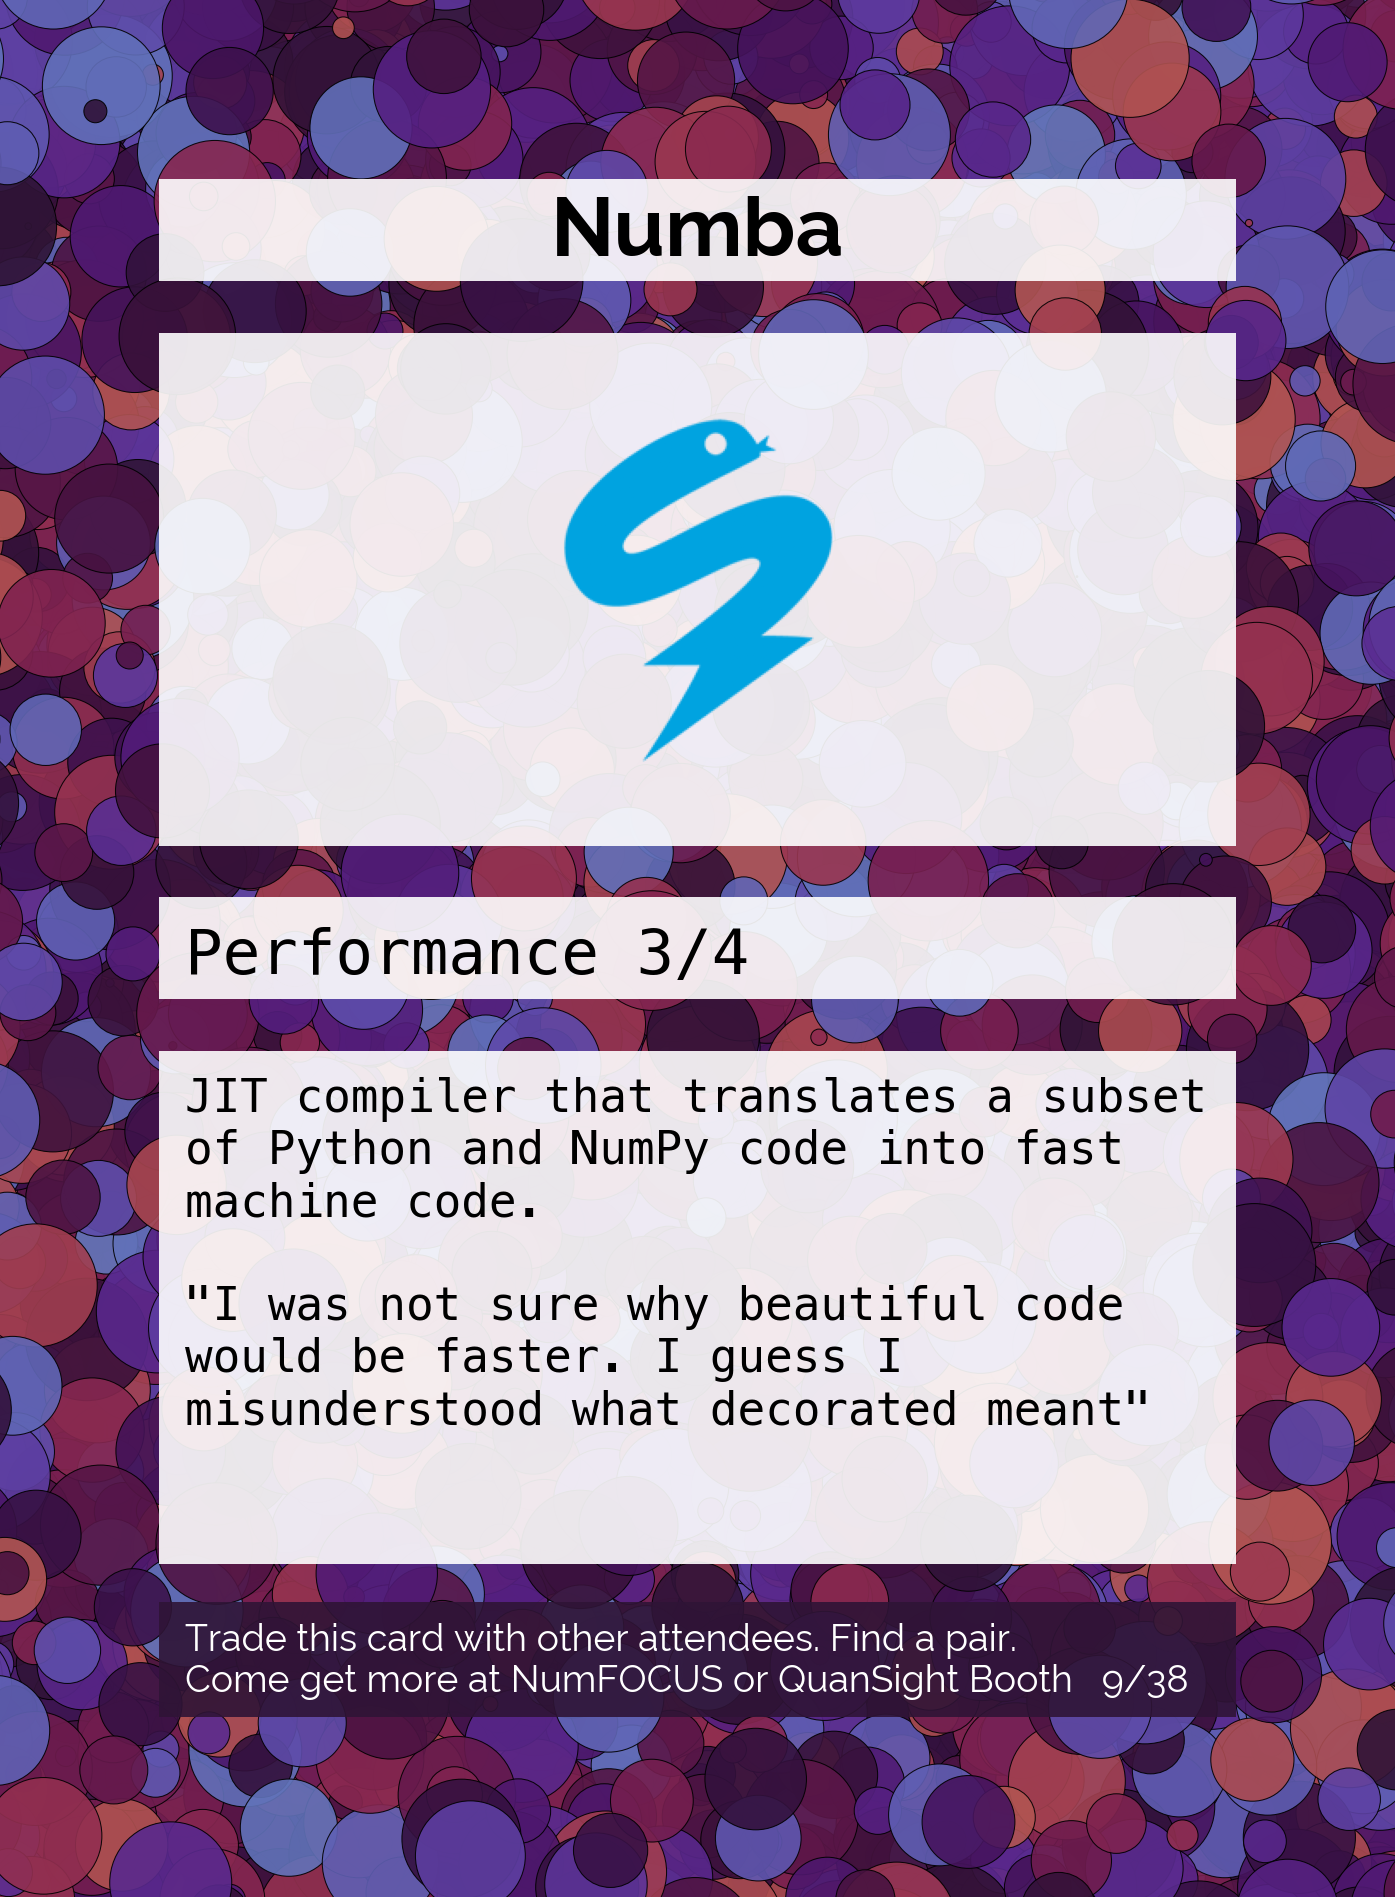 Numba
Performance 3/4
JIT compiler that translates a subset
of Python and NumPy code into fast
machine code.
"I was not sure why beautiful code
would be faster. I guess I
misunderstood what decorated meant"
Trade this card with other attendees. Find a pair.
Come get more at NumFOCUS or QuanSight Booth 9/38